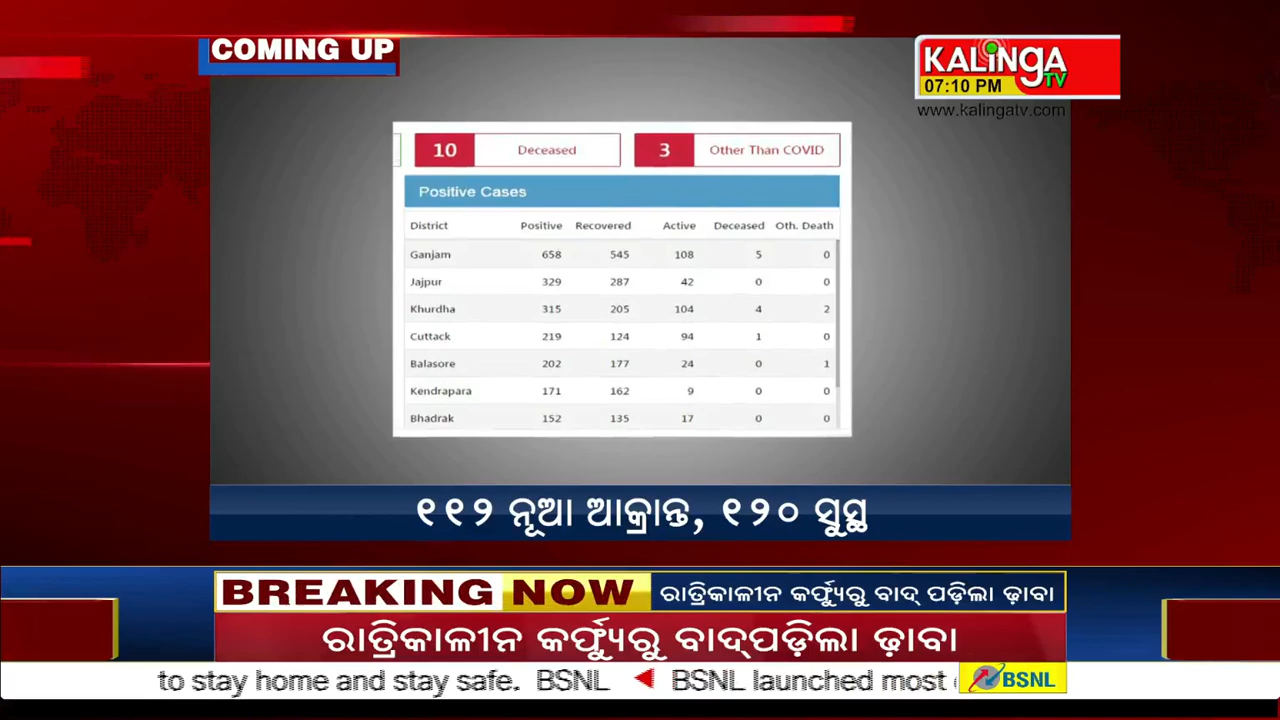 COMING UP
KALINGA TV
07:10 PM
www.kalingatv.com
10 Deceased 3 Other Than COVID
Positive Cases
District Positive Recovered Active Deceased Oth. Death
Ganjam 658 545 108 5 0
Jajpur 329 287 42 0 0
Khurdha 315 205 104 4 2
Cuttack 219 124 94 1 0
Balasore 202 177 24 0 1
Kendrapara 171 162 9 0 0
Bhadrak 152 135 17 0 0
୧୧୨ ନୂଆ ଆକ୍ରାନ୍ତ, ୧୨୦ ସୁସ୍ଥ
BREAKING NOW ରାତ୍ରିକାଳୀନ କର୍ଫ୍ୟୁରୁ ବାଦ୍ ପଡ଼ିଲା ଢ଼ାବା
ରାତ୍ରିକାଳୀନ କର୍ଫ୍ୟୁରୁ ବାଦ୍‌ପଡ଼ିଲା ଢ଼ାବା
to stay home and stay safe. BSNL BSNL launched most BSNL